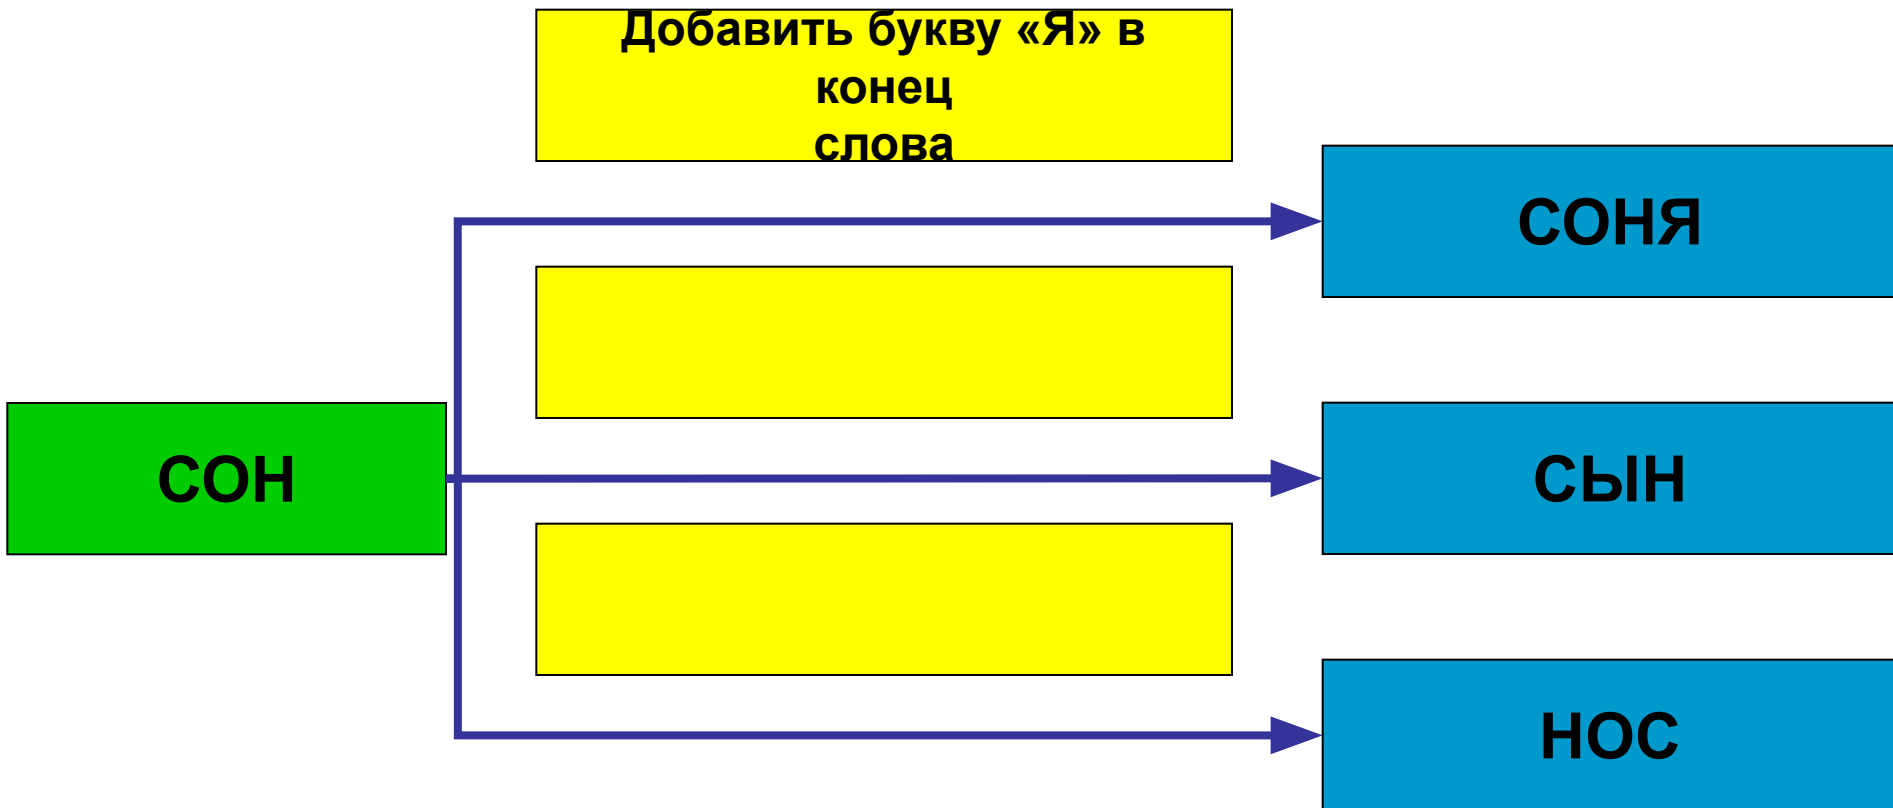 Добавить букву «Я» в
конец
слова
СОНЯ
СОН
СЫН
НОС